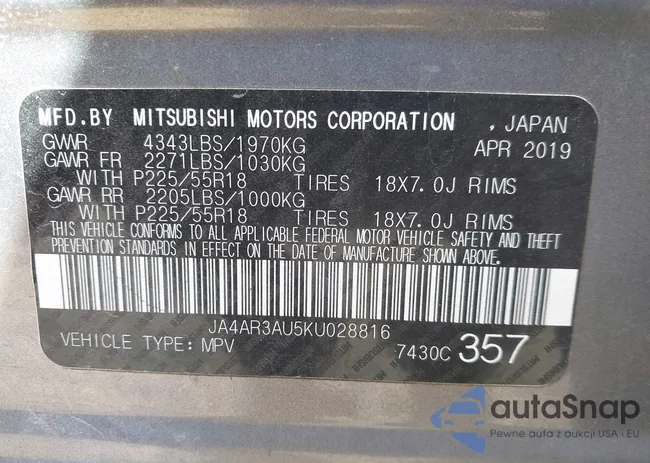 MFD.BY MITSUBISHI MOTORS CORPORATION , JAPAN
GVWR 4343LBS/1970KG APR 2019
GAWR FR 2271LBS/1030KG
WITH P225/55R18 TIRES 18X7.0J RIMS
GAWR RR 2205LBS/1000KG
WITH P225/55R18 TIRES 18X7.0J RIMS
THIS VEHICLE CONFORMS TO ALL APPLICABLE FEDERAL MOTOR VEHICLE SAFETY AND THEFT
PREVENTION STANDARDS IN EFFECT ON THE DATE OF MANUFACTURE SHOWN ABOVE.
JA4AR3AU5KU028816
VEHICLE TYPE: MPV 7430C 357
autoSnap
Pewne auta z aukcji USA i EU